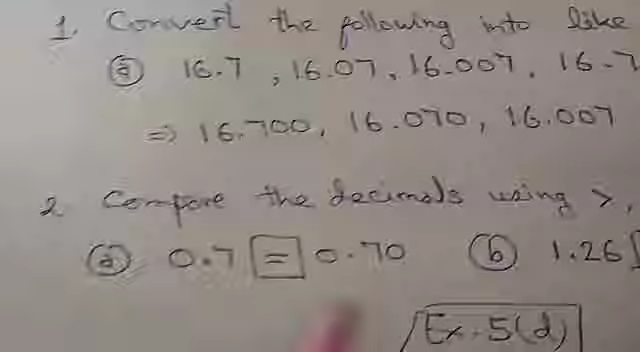 1. Convert the following into like
(a) 16.7, 16.07, 16.007, 16.7
⇒ 16.700, 16.070, 16.007
2. Compare the decimals using >,
(a) 0.7 = 0.70 (b) 1.26
Ex. 5(d)